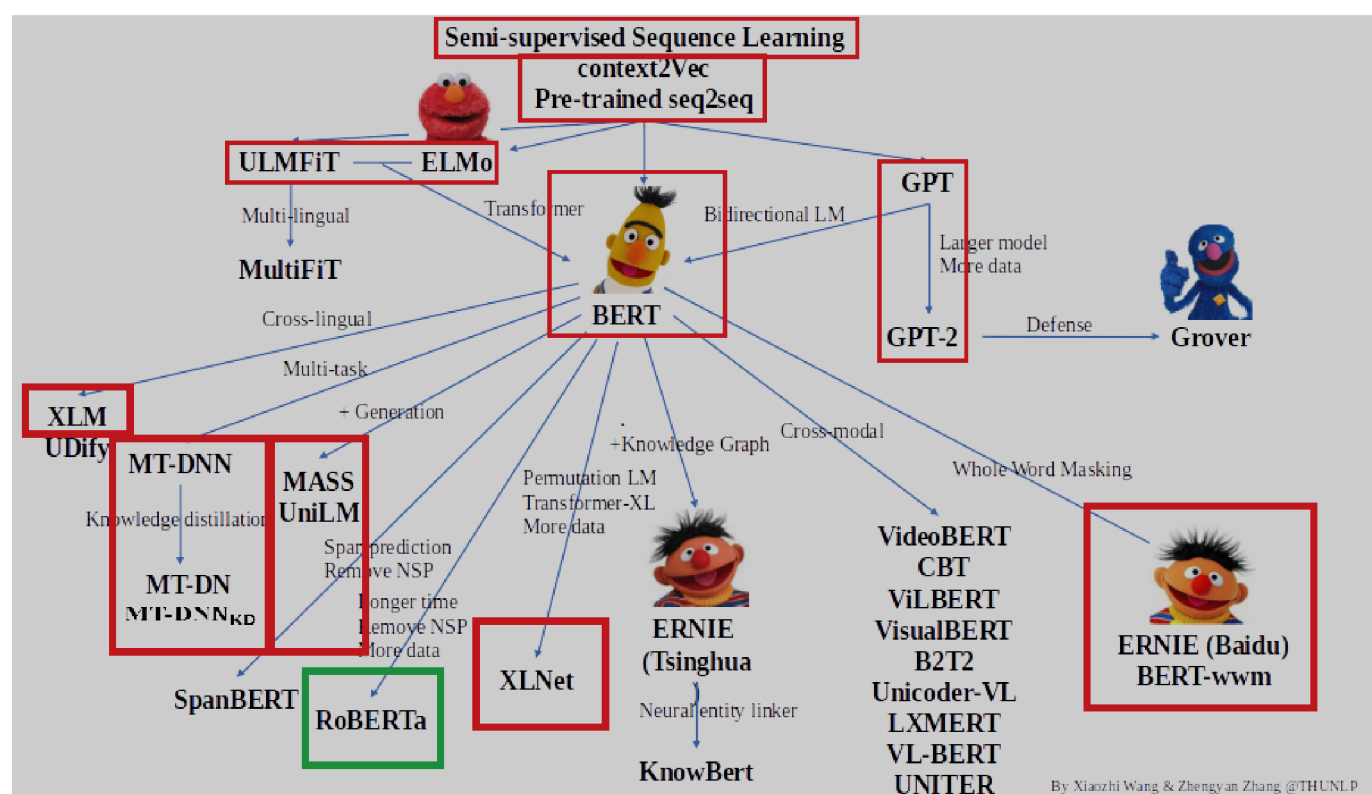 Semi-supervised Sequence Learning
context2Vec
Pre-trained seq2seq
ULMFiT
ELMo
GPT
Multi-lingual
Transformer
Bidirectional LM
MultiFiT
Larger model
More data
BERT
GPT-2
Defense
Grover
Cross-lingual
Multi-task
+ Generation
+Knowledge Graph
Cross-modal
Whole Word Masking
XLM
UDify
MT-DNN
Knowledge distillation
MT-DN
MT-DNN KD
MASS
UniLM
Span prediction
Remove NSP
Longer time
Remove NSP
More data
Permutation LM
Transformer-XL
More data
SpanBERT
RoBERTa
XLNet
ERNIE
(Tsinghua
)
Neural entity linker
KnowBert
VideoBERT
CBT
ViLBERT
VisualBERT
B2T2
Unicoder-VL
LXMERT
VL-BERT
UNITER
ERNIE (Baidu)
BERT-wwm
By Xiaozhi Wang & Zhengyan Zhang @THUNLP